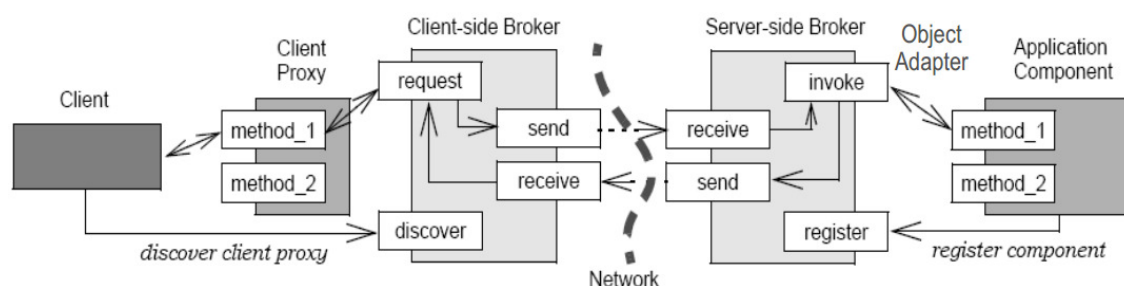 Client-side Broker
Server-side Broker
Client
Proxy
Object
Adapter
Application
Component
Client
request
invoke
method_1
send
receive
method_1
method_2
receive
send
method_2
discover
register
discover client proxy
register component
Network